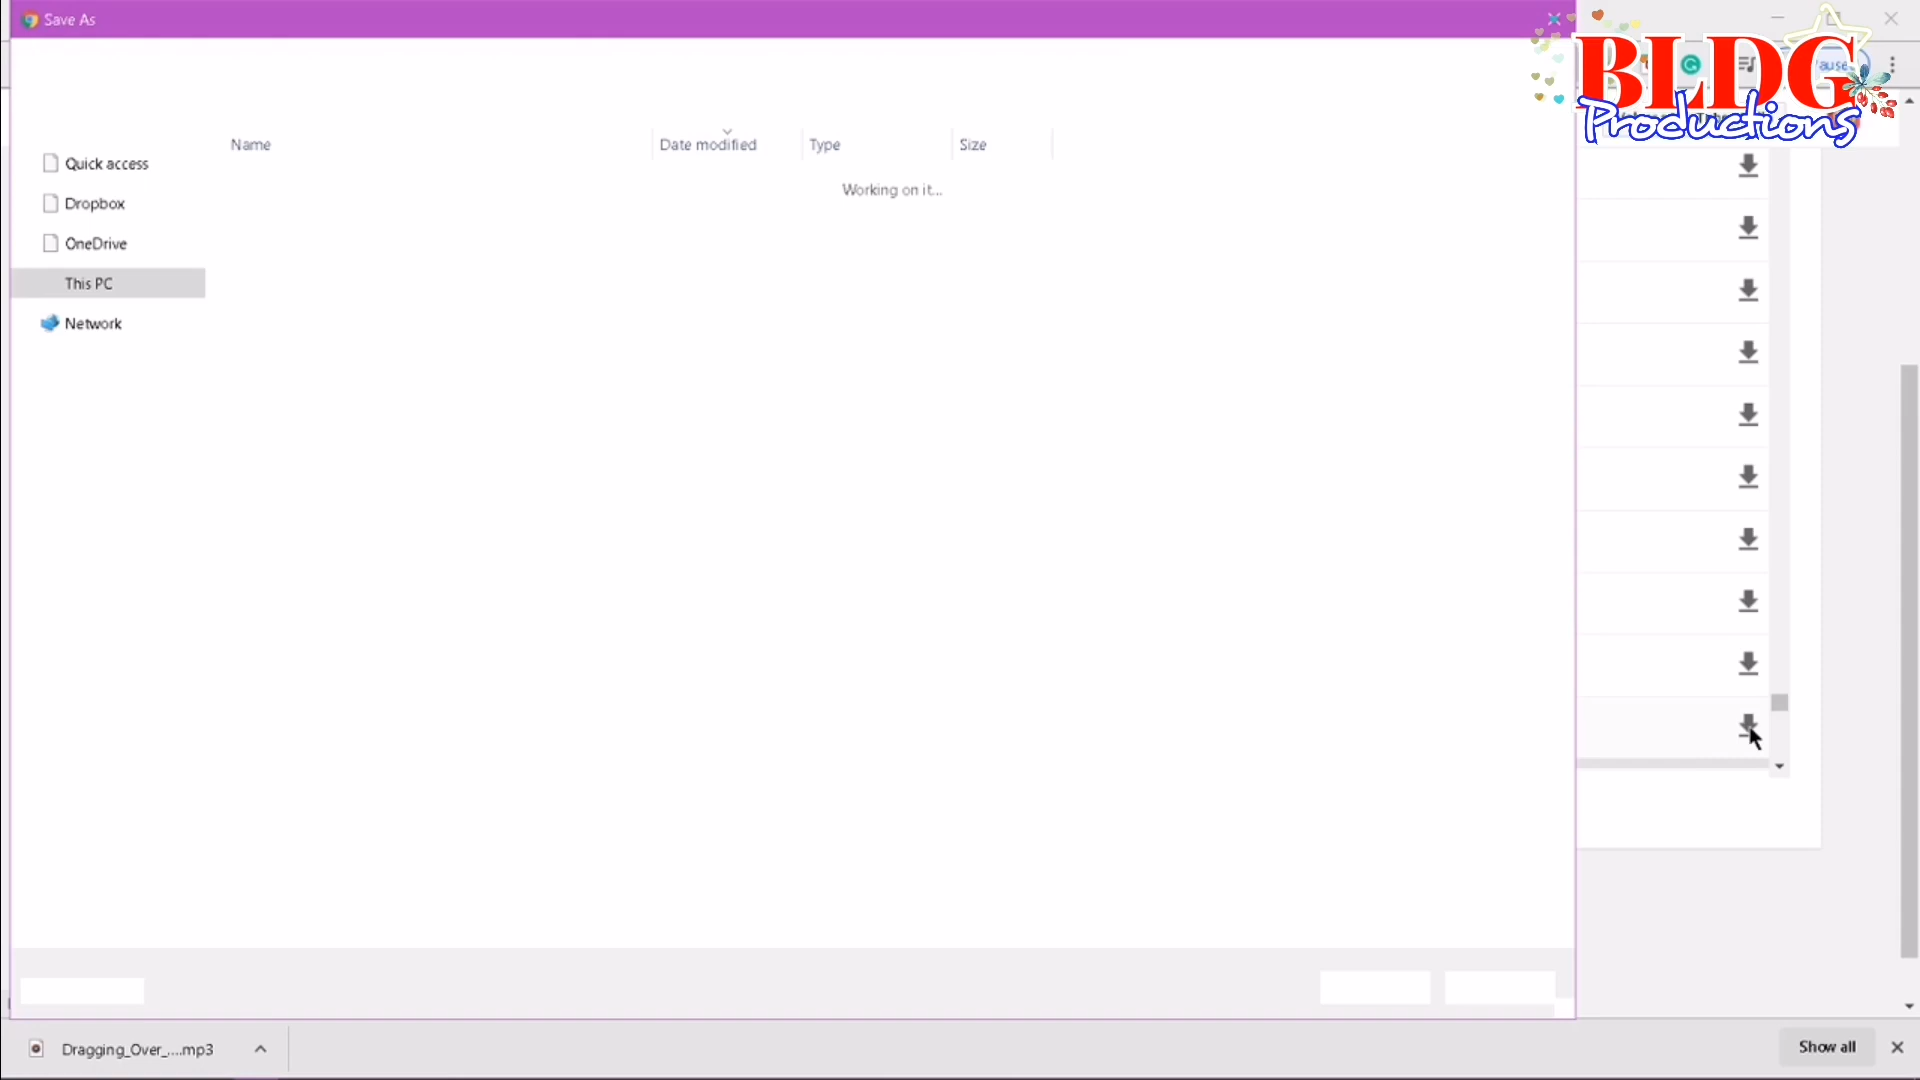 Save As
BLDG
Productions
Name
Date modified
Type
Size
Working on it...
Quick access
Dropbox
OneDrive
This PC
Network
Dragging_Over_....mp3
Show all